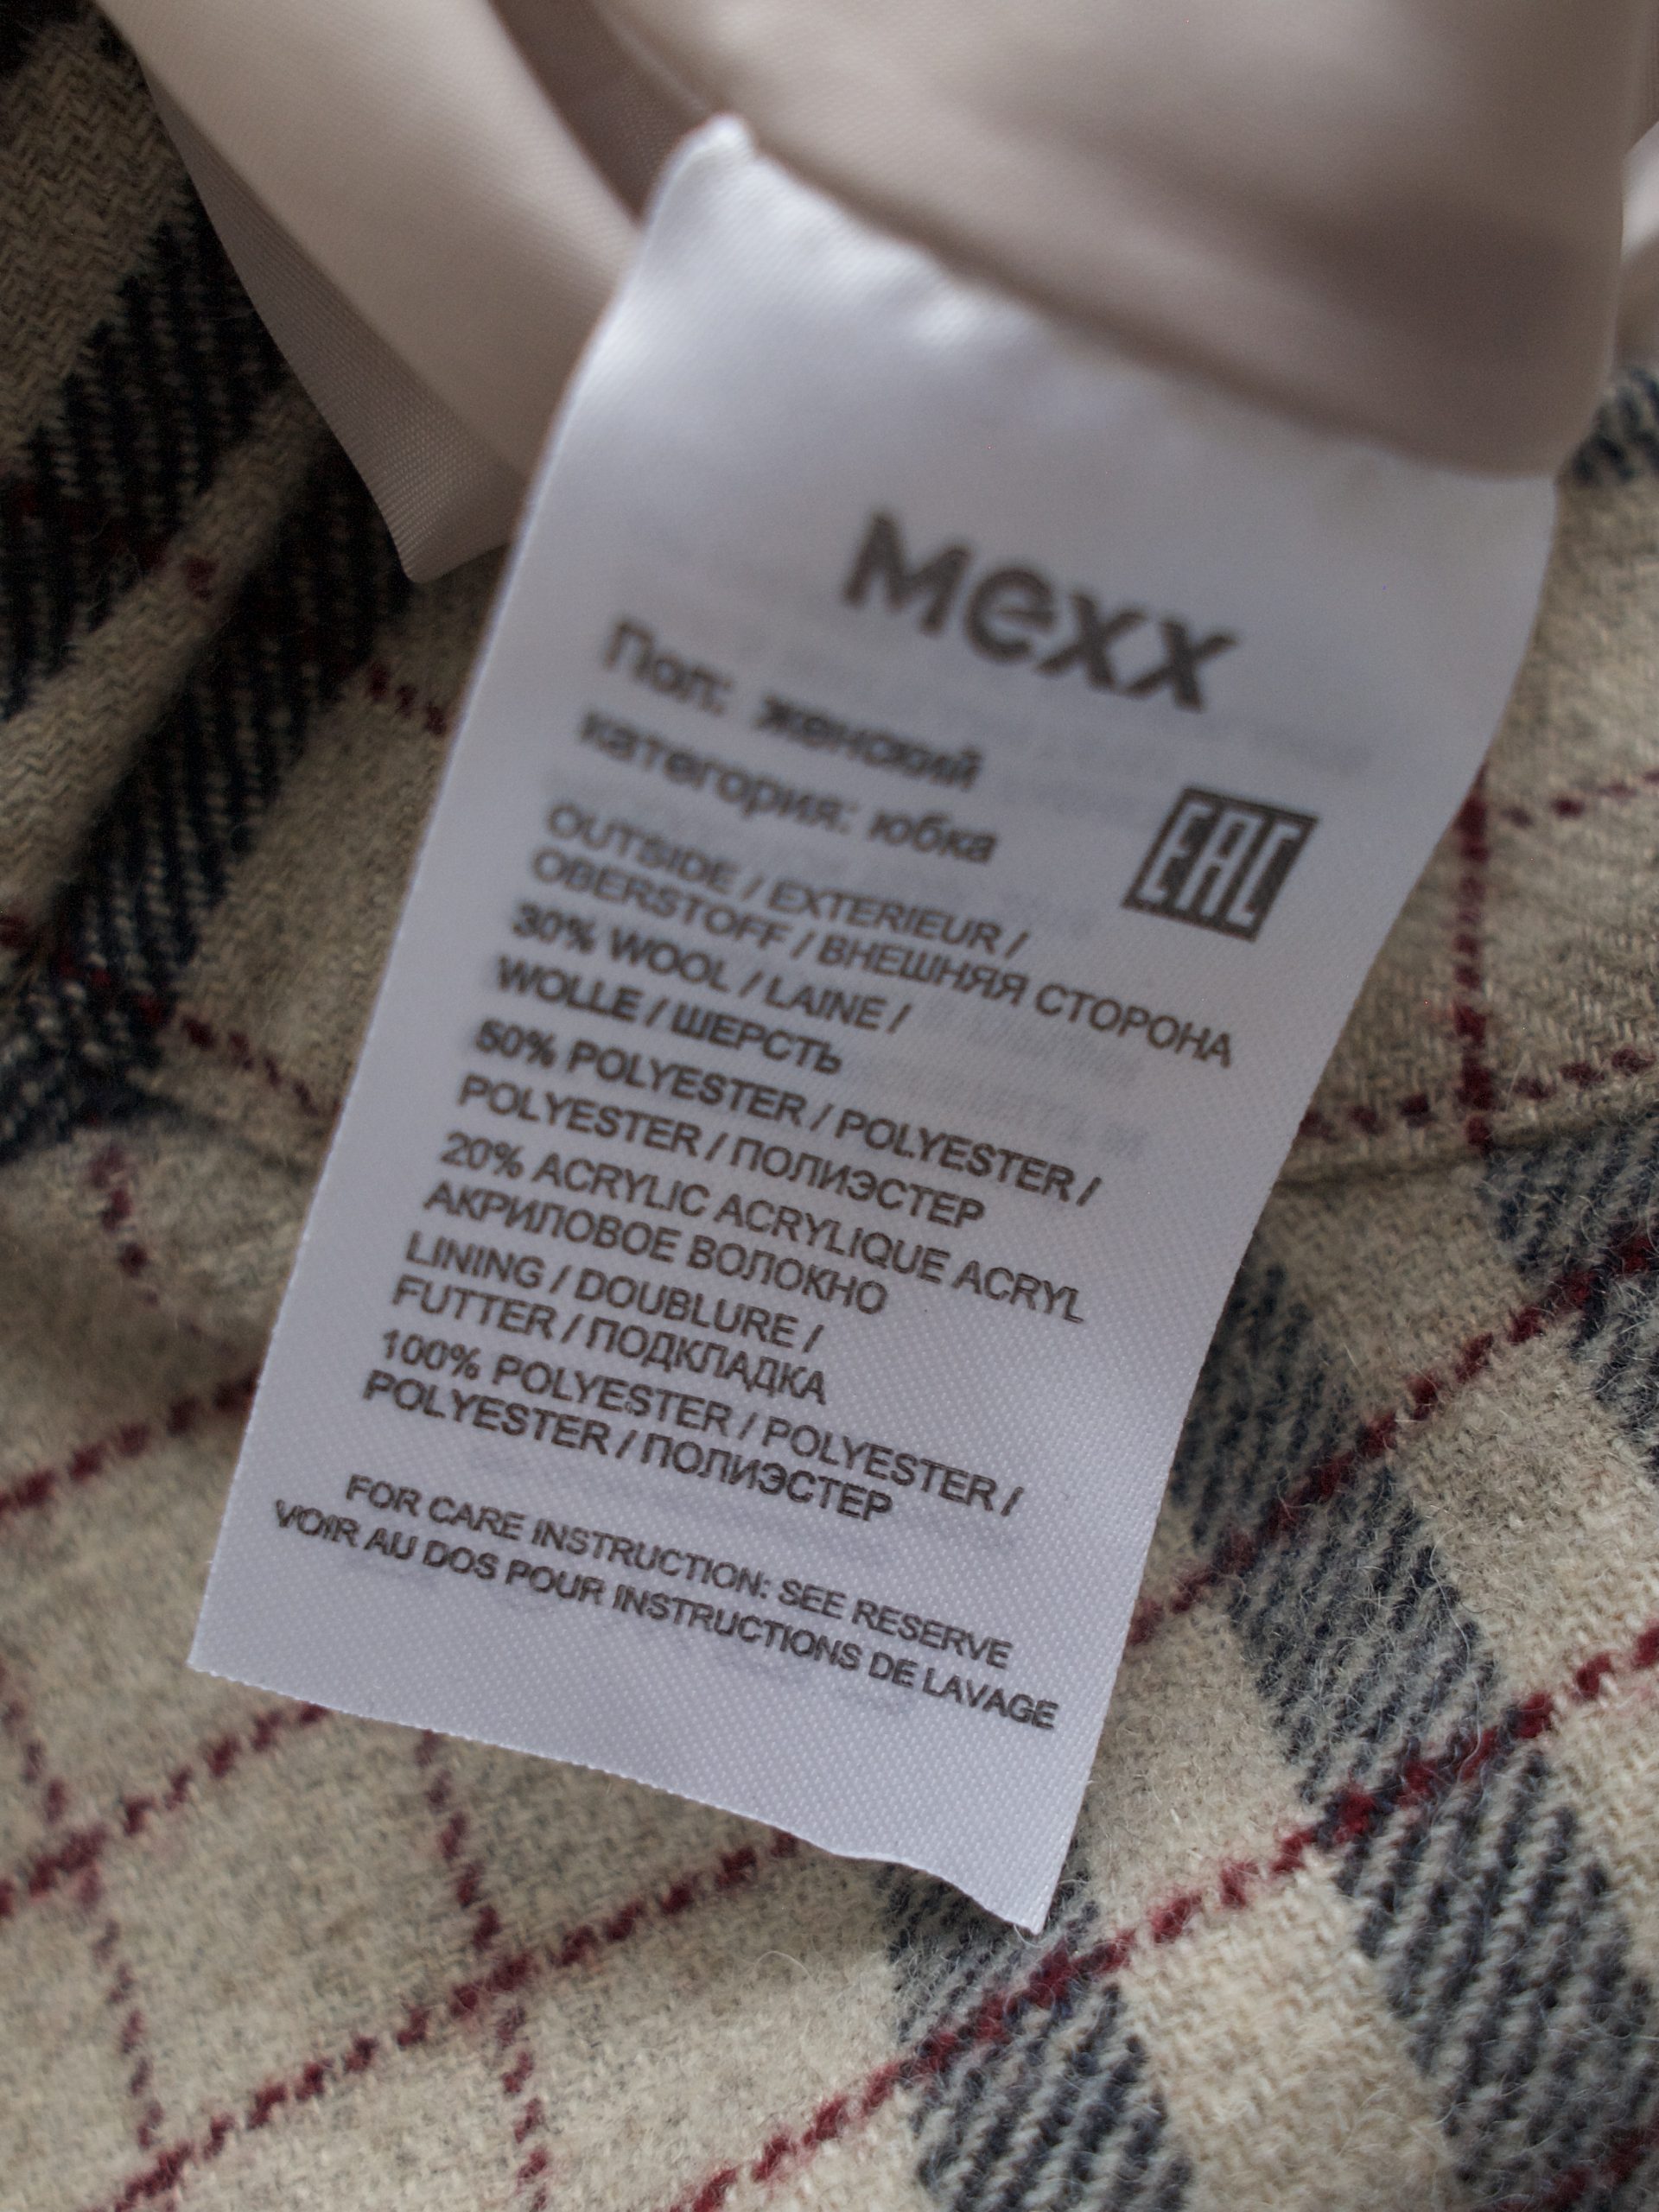 Mexx
Пол: женский
категория: юбка
EAC
OUTSIDE / EXTERIEUR /
OBERSTOFF / ВНЕШНЯЯ СТОРОНА
30% WOOL / LAINE /
WOLLE / ШЕРСТЬ
50% POLYESTER / POLYESTER /
POLYESTER / ПОЛИЭСТЕР
20% ACRYLIC ACRYLIQUE ACRYL
АКРИЛОВОЕ ВОЛОКНО
LINING / DOUBLURE /
FUTTER / ПОДКЛАДКА
100% POLYESTER / POLYESTER /
POLYESTER / ПОЛИЭСТЕР
FOR CARE INSTRUCTION: SEE RESERVE
VOIR AU DOS POUR INSTRUCTIONS DE LAVAGE